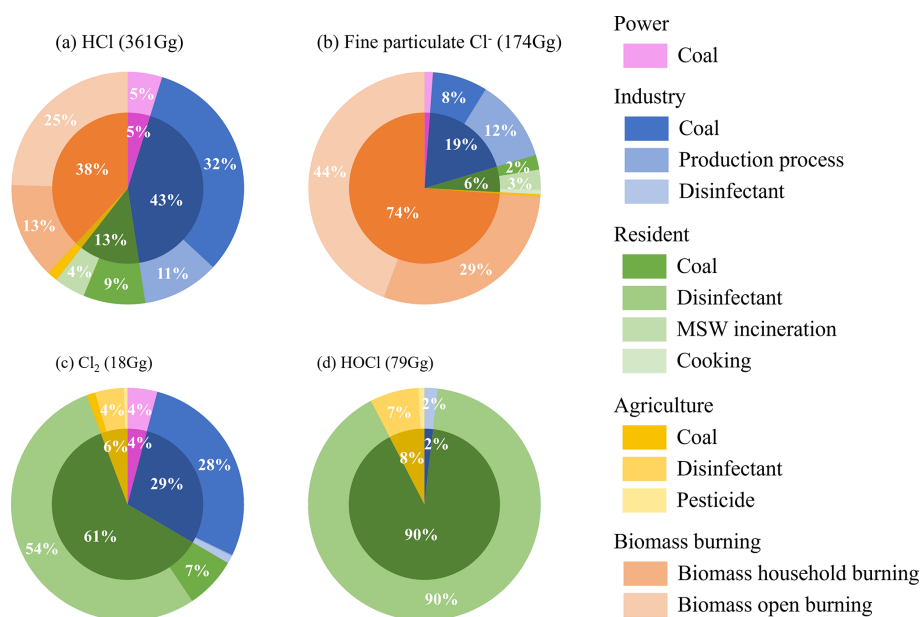 (a) HCl (361Gg)
5%
5%
32%
43%
11%
13%
9%
4%
13%
38%
25%
(b) Fine particulate Cl⁻ (174Gg)
8%
12%
19%
2%
3%
6%
29%
74%
44%
(c) Cl₂ (18Gg)
4%
4%
28%
29%
7%
61%
54%
6%
4%
(d) HOCl (79Gg)
2%
2%
90%
90%
8%
7%
Power
Coal
Industry
Coal
Production process
Disinfectant
Resident
Coal
Disinfectant
MSW incineration
Cooking
Agriculture
Coal
Disinfectant
Pesticide
Biomass burning
Biomass household burning
Biomass open burning